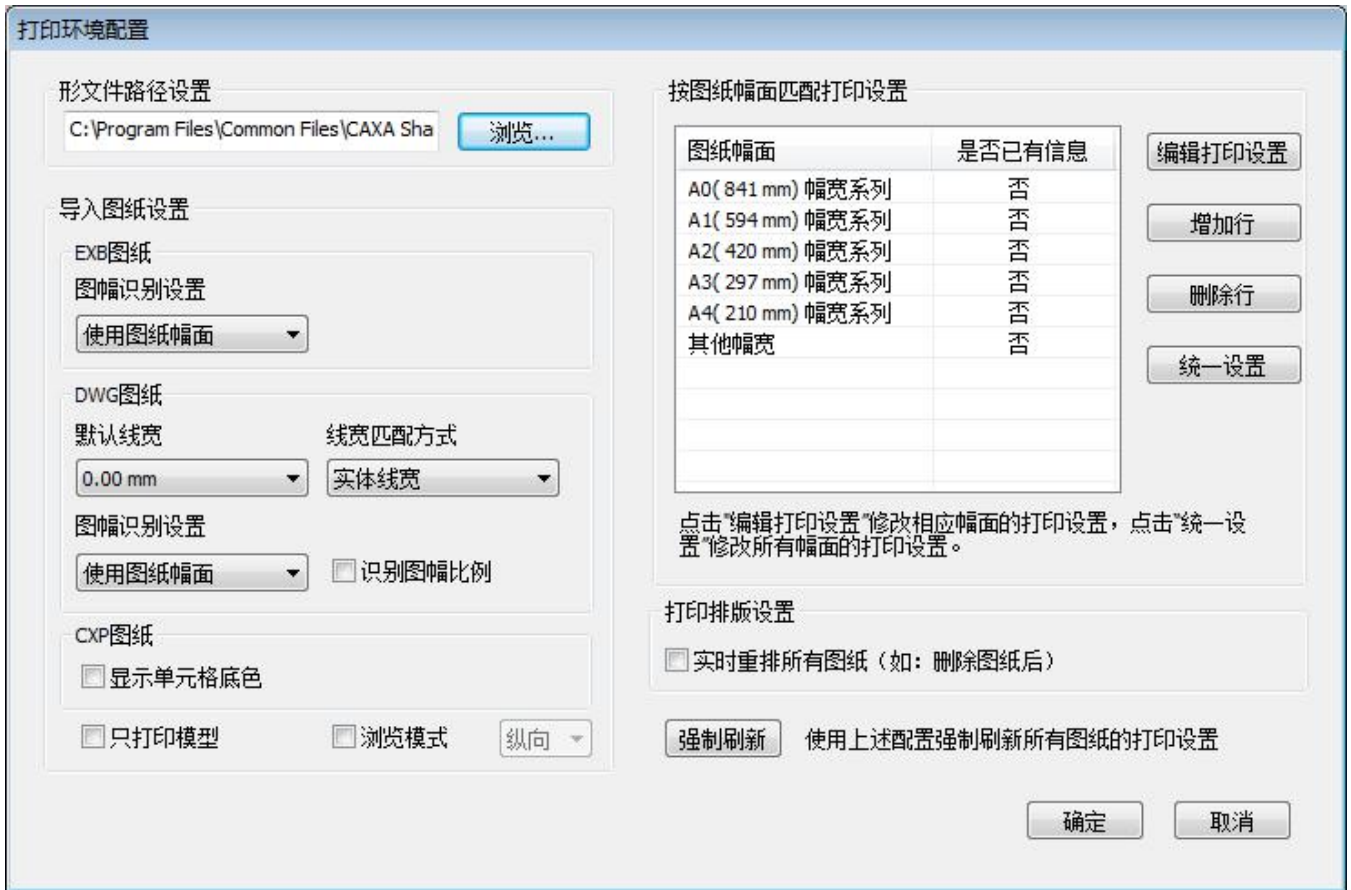 打印环境配置
形文件路径设置
C:\Program Files\Common Files\CAXA Sha
浏览...
导入图纸设置
EXB图纸
图幅识别设置
使用图纸幅面
DWG图纸
默认线宽 线宽匹配方式
0.00 mm 实体线宽
图幅识别设置
使用图纸幅面 识别图幅比例
CXP图纸
显示单元格底色
只打印模型 浏览模式 纵向
按图纸幅面匹配打印设置
图纸幅面 是否已有信息
A0( 841 mm) 幅宽系列 否
A1( 594 mm) 幅宽系列 否
A2( 420 mm) 幅宽系列 否
A3( 297 mm) 幅宽系列 否
A4( 210 mm) 幅宽系列 否
其他幅宽 否
编辑打印设置
增加行
删除行
统一设置
点击"编辑打印设置"修改相应幅面的打印设置，点击"统一设
置"修改所有幅面的打印设置。
打印排版设置
实时重排所有图纸（如：删除图纸后）
强制刷新 使用上述配置强制刷新所有图纸的打印设置
确定 取消